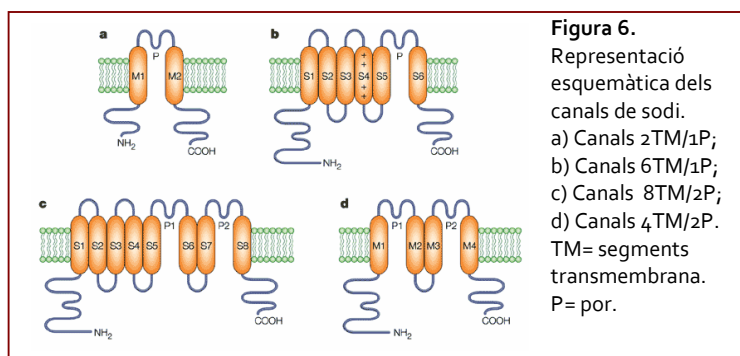 a
P
M1 M2
NH₂
COOH
b
P
S1 S2 S3 S4 S5 S6
+
+
+
+
NH₂
COOH
c
P1 P2
S1 S2 S3 S4 S5 S6 S7 S8
NH₂
COOH
d
P1 P2
M1 M2 M3 M4
NH₂
COOH
Figura 6.
Representació
esquemàtica dels
canals de sodi.
a) Canals 2TM/1P;
b) Canals 6TM/1P;
c) Canals 8TM/2P;
d) Canals 4TM/2P.
TM= segments
transmembrana.
P= por.